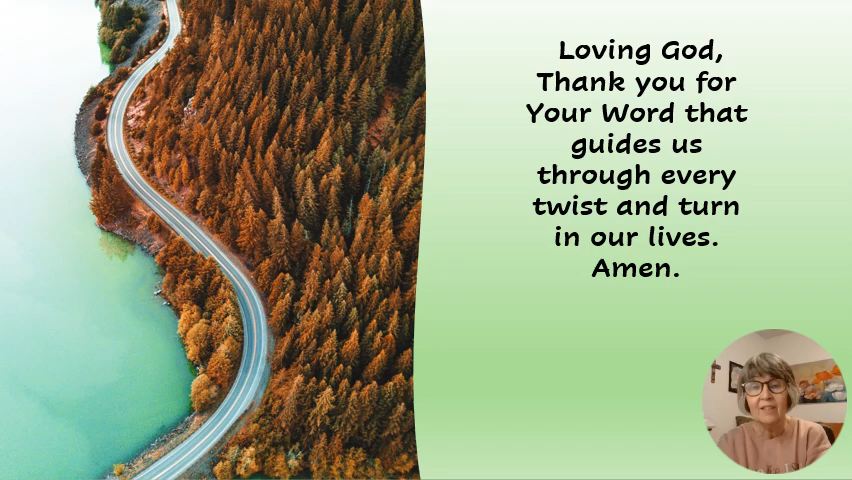 Loving God,
Thank you for
Your Word that
guides us
through every
twist and turn
in our lives.
Amen.